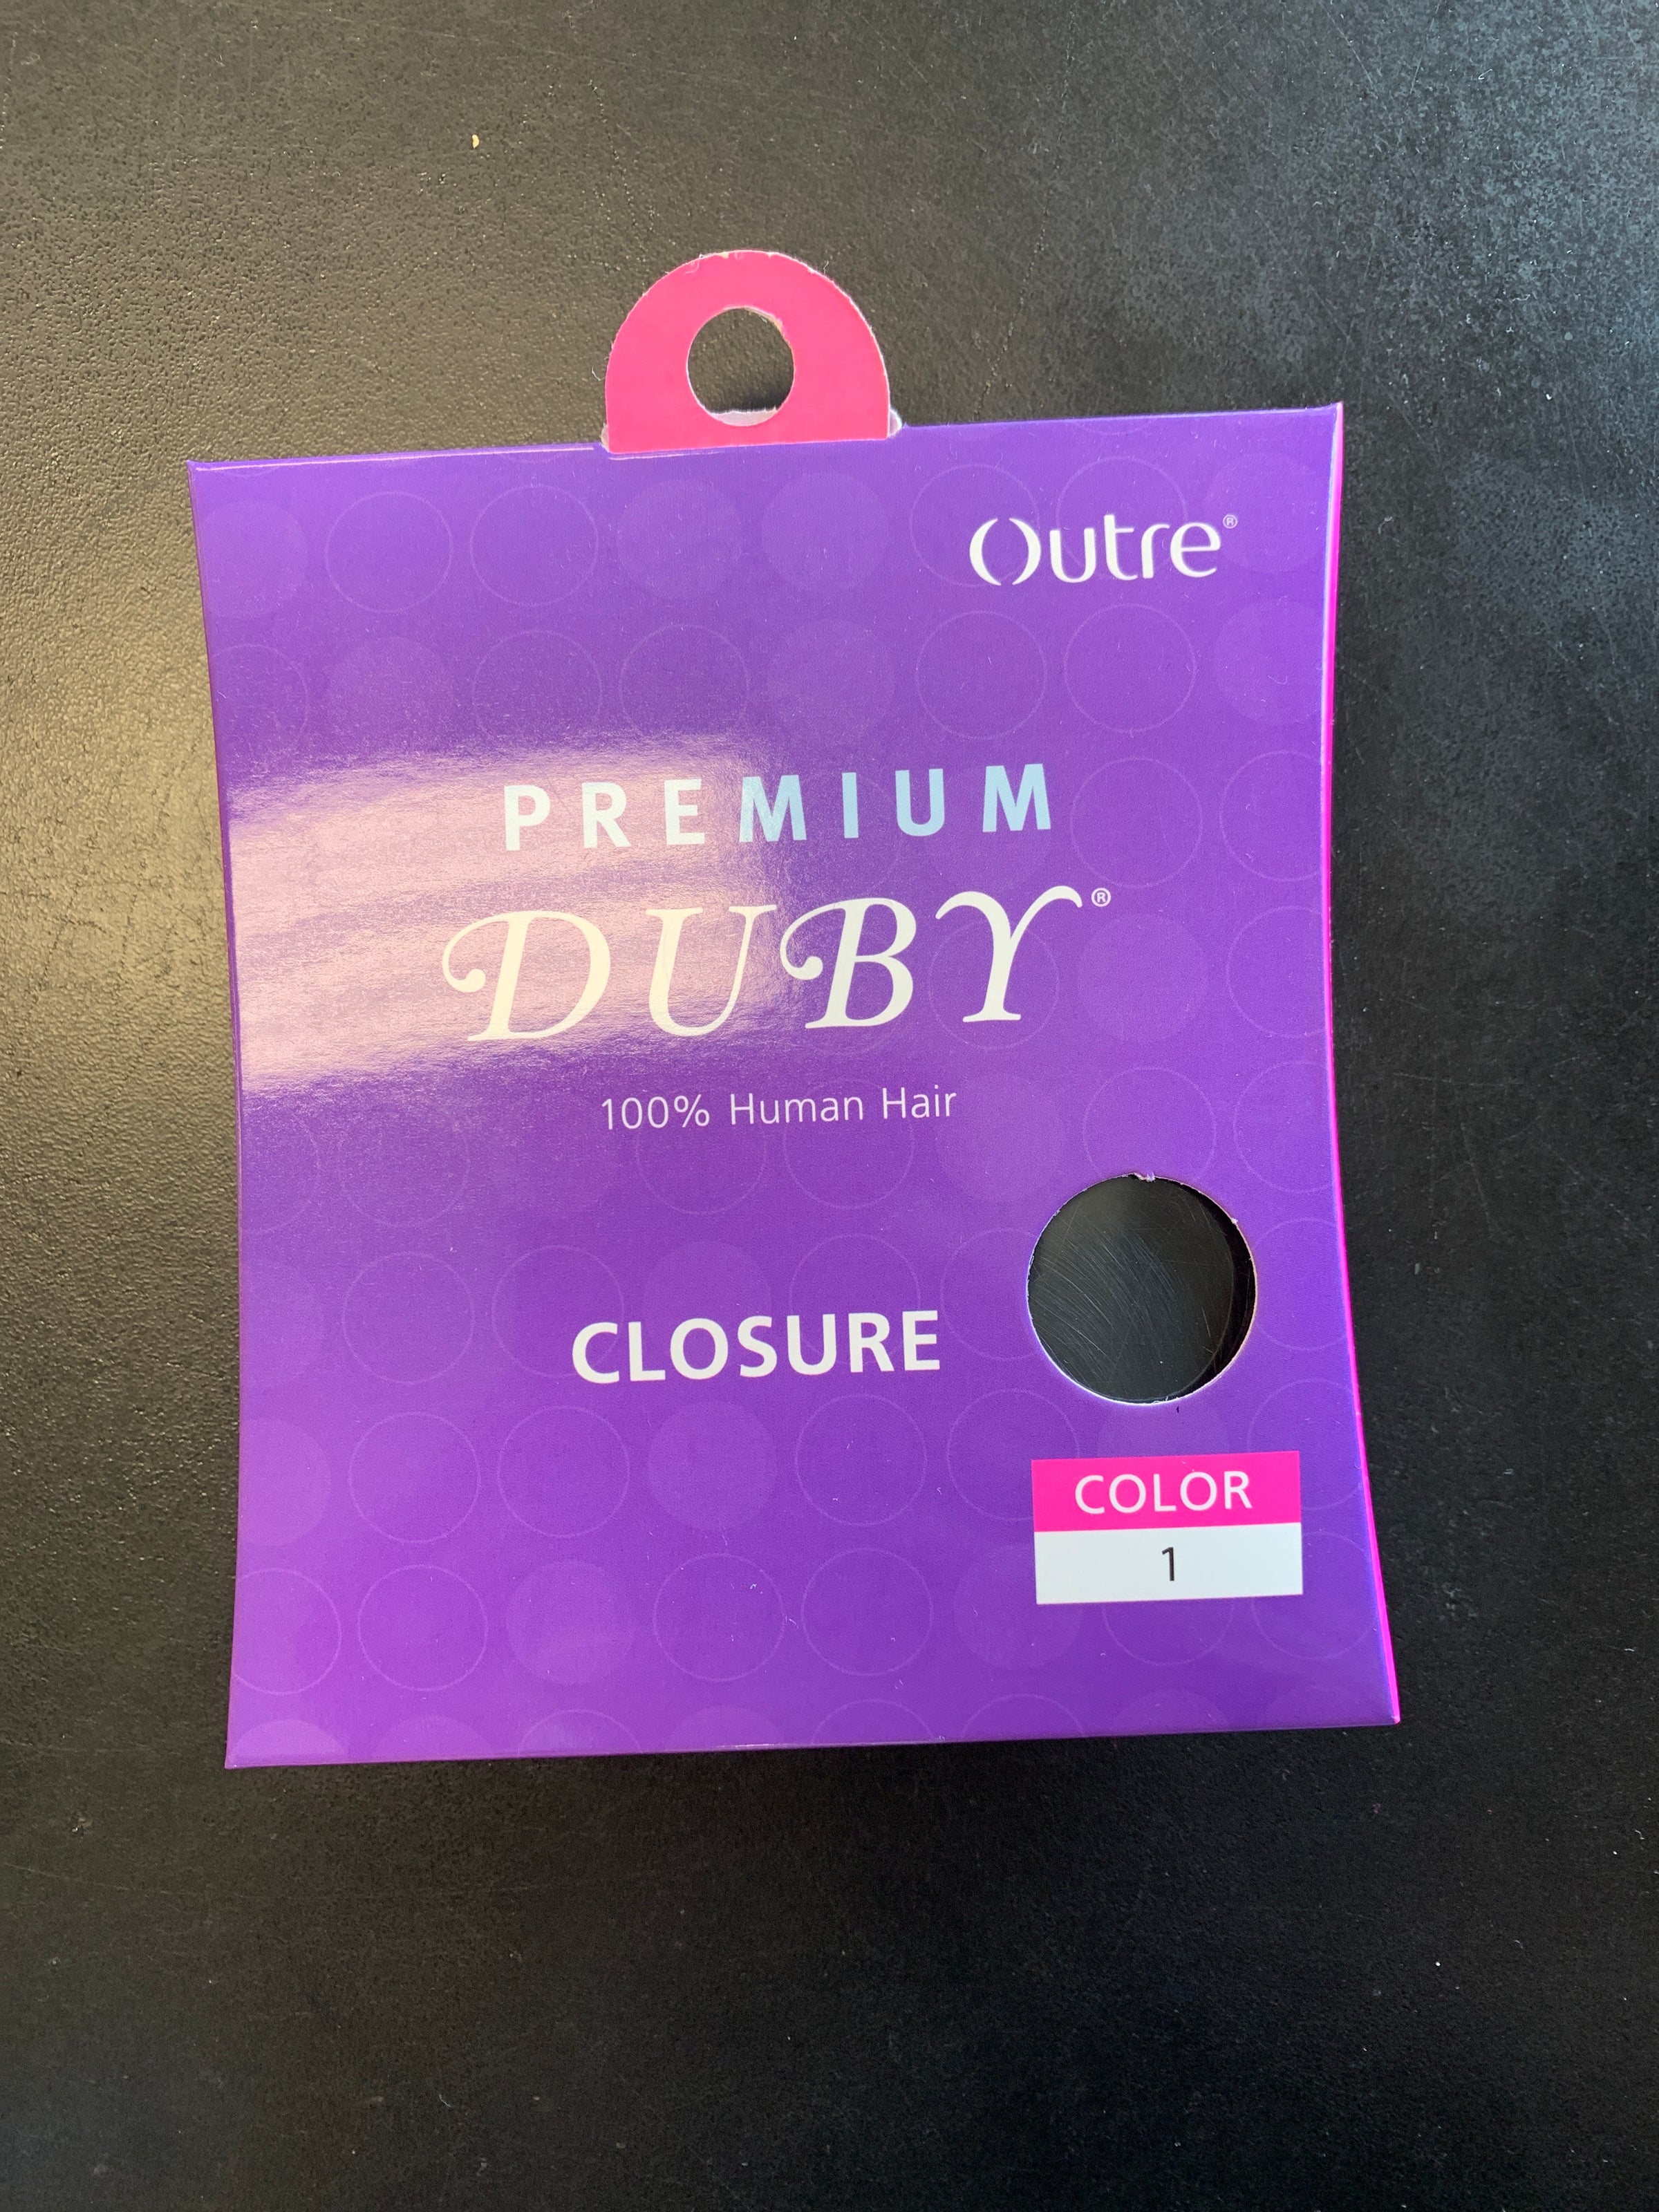 Outre®
PREMIUM
DUBY®
100% Human Hair
CLOSURE
COLOR
1